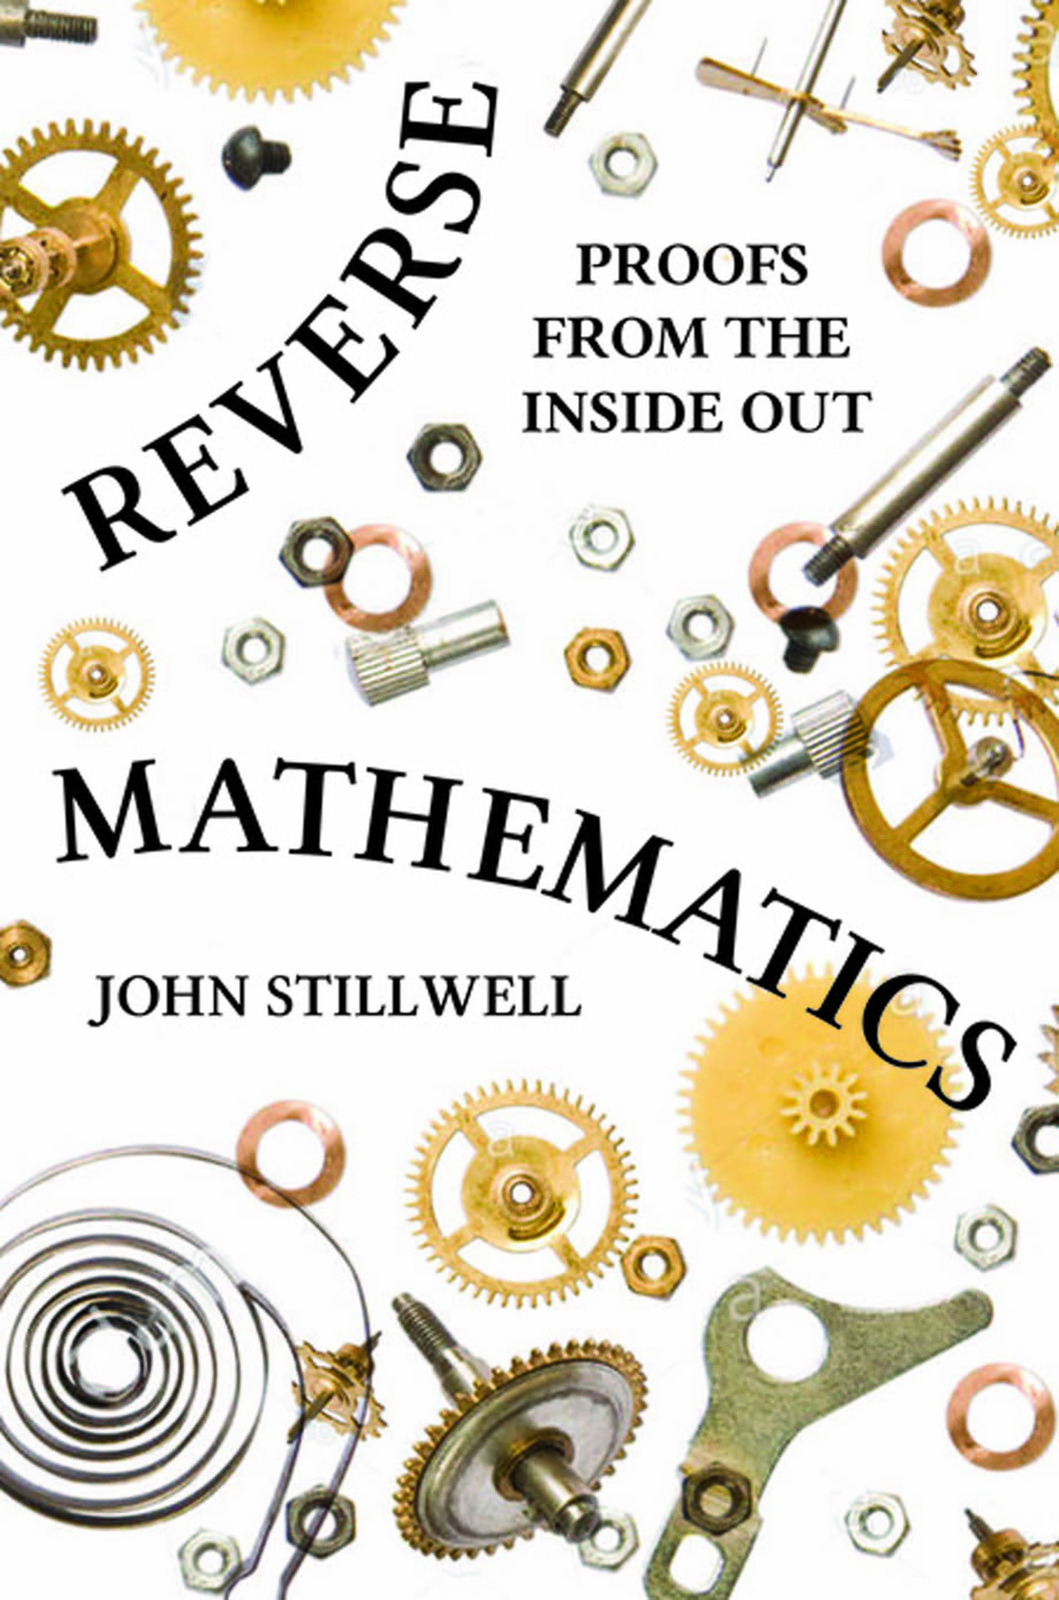 REVERSE
PROOFS
FROM THE
INSIDE OUT
MATHEMATICS
JOHN STILLWELL